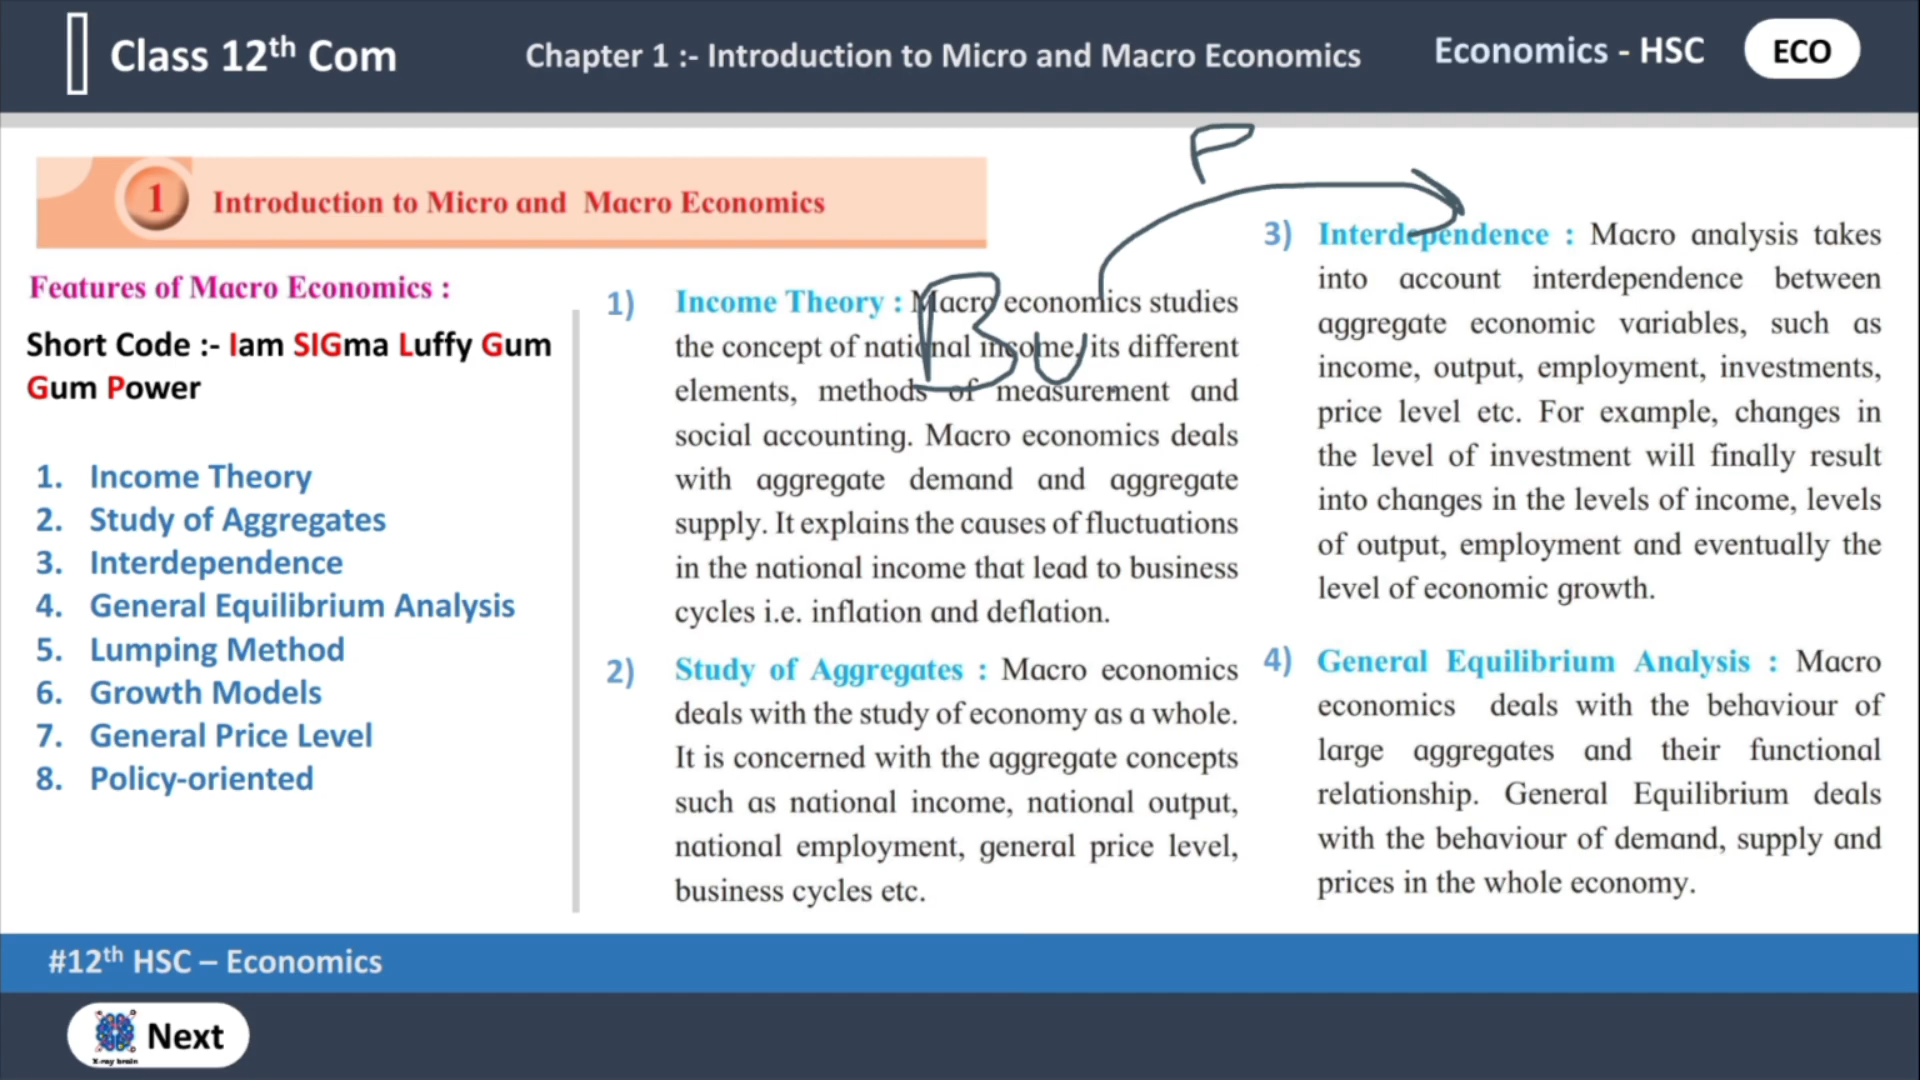 Class 12th Com
Chapter 1 :- Introduction to Micro and Macro Economics
Economics - HSC
ECO
1 Introduction to Micro and Macro Economics
Features of Macro Economics :
Short Code :- Iam SIGma Luffy Gum
Gum Power
1. Income Theory
2. Study of Aggregates
3. Interdependence
4. General Equilibrium Analysis
5. Lumping Method
6. Growth Models
7. General Price Level
8. Policy-oriented
1) Income Theory : Macro economics studies
the concept of national income, its different
elements, methods of measurement and
social accounting. Macro economics deals
with aggregate demand and aggregate
supply. It explains the causes of fluctuations
in the national income that lead to business
cycles i.e. inflation and deflation.
2) Study of Aggregates : Macro economics
deals with the study of economy as a whole.
It is concerned with the aggregate concepts
such as national income, national output,
national employment, general price level,
business cycles etc.
P
BU
3) Interdependence : Macro analysis takes
into account interdependence between
aggregate economic variables, such as
income, output, employment, investments,
price level etc. For example, changes in
the level of investment will finally result
into changes in the levels of income, levels
of output, employment and eventually the
level of economic growth.
4) General Equilibrium Analysis : Macro
economics deals with the behaviour of
large aggregates and their functional
relationship. General Equilibrium deals
with the behaviour of demand, supply and
prices in the whole economy.
#12th HSC – Economics
X-ray brain
Next